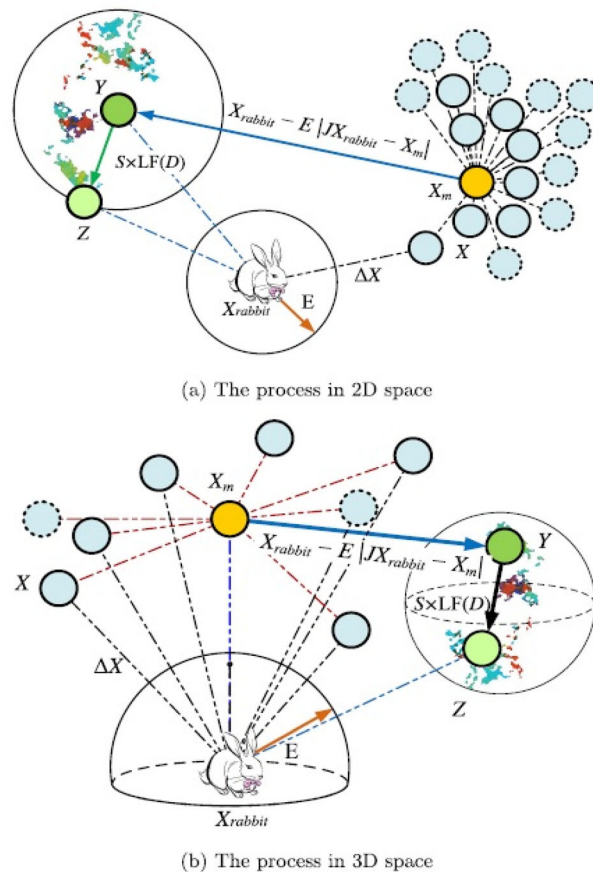 Y
X_rabbit − E |JX_rabbit − X_m|
S×LF(D)
X_m
Z
X
ΔX
E
X_rabbit
(a) The process in 2D space
X_m
Y
X_rabbit − E |JX_rabbit − X_m|
X
S×LF(D)
ΔX
Z
E
X_rabbit
(b) The process in 3D space